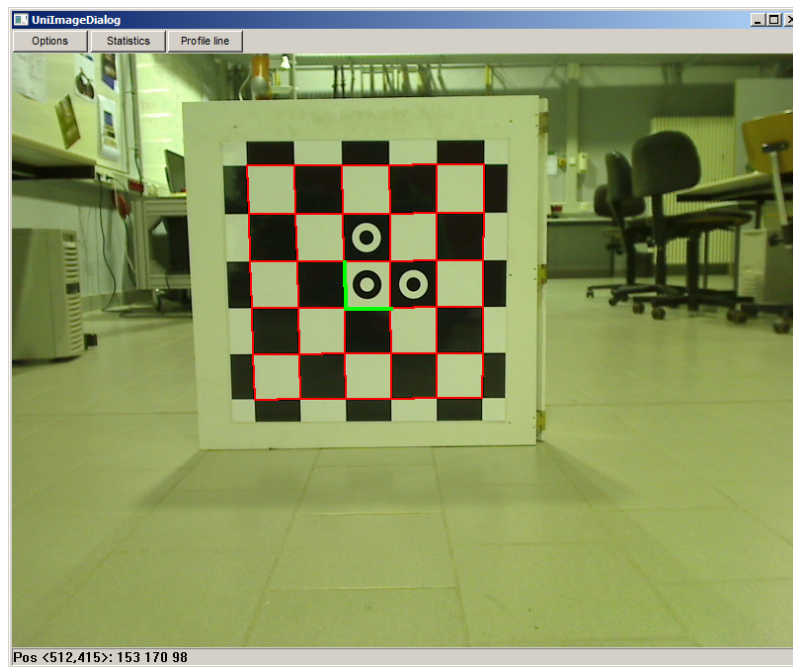 UniImageDialog
Options Statistics Profile line
Pos <512,415>: 153 170 98